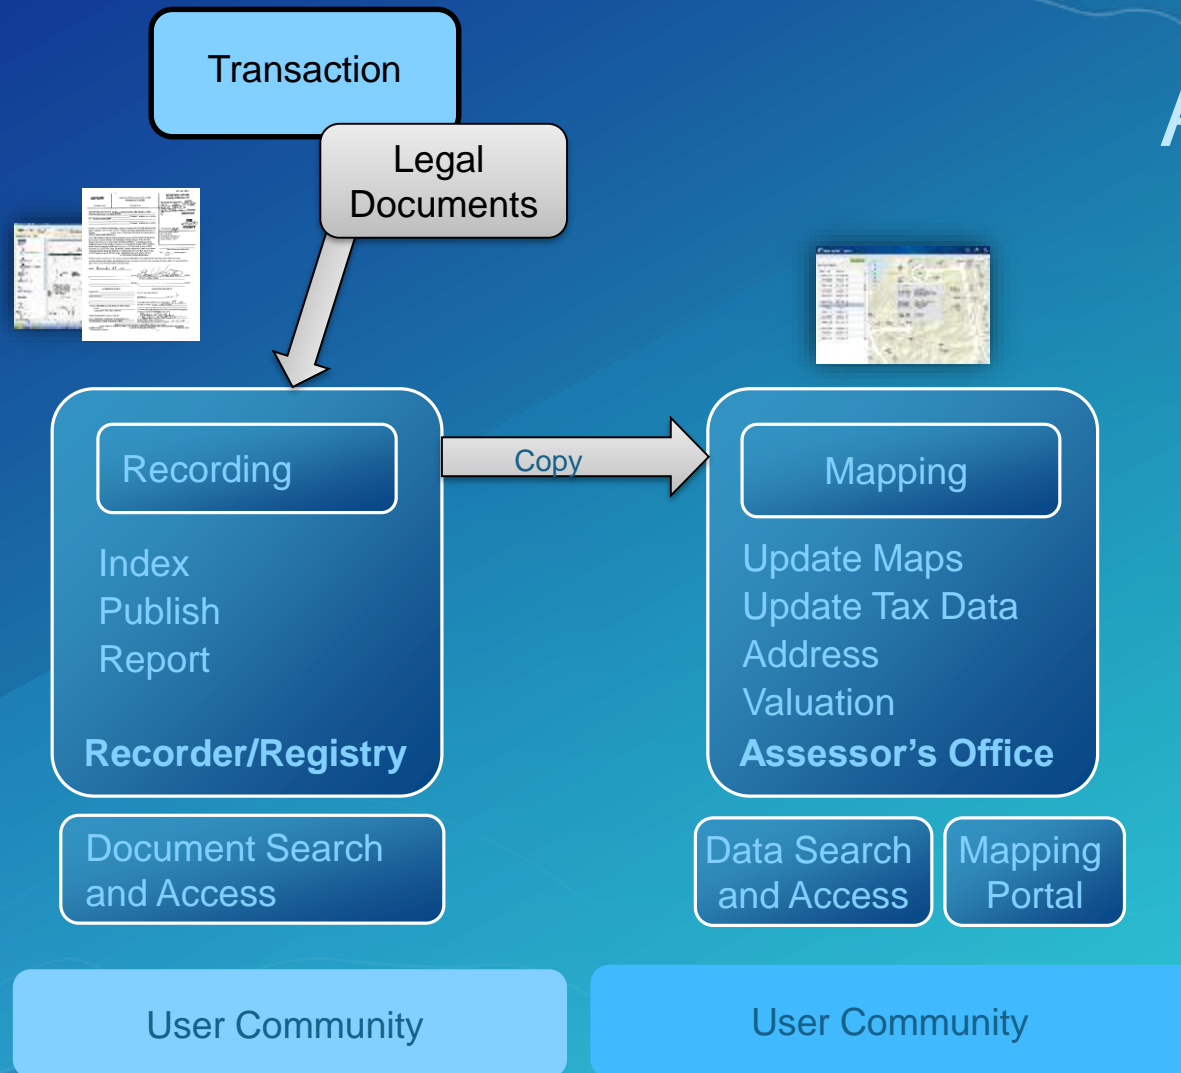 Transaction
Legal
Documents
Recording
Index
Publish
Report
Recorder/Registry
Copy
Mapping
Update Maps
Update Tax Data
Address
Valuation
Assessor’s Office
Document Search
and Access
Data Search
and Access
Mapping
Portal
User Community
User Community